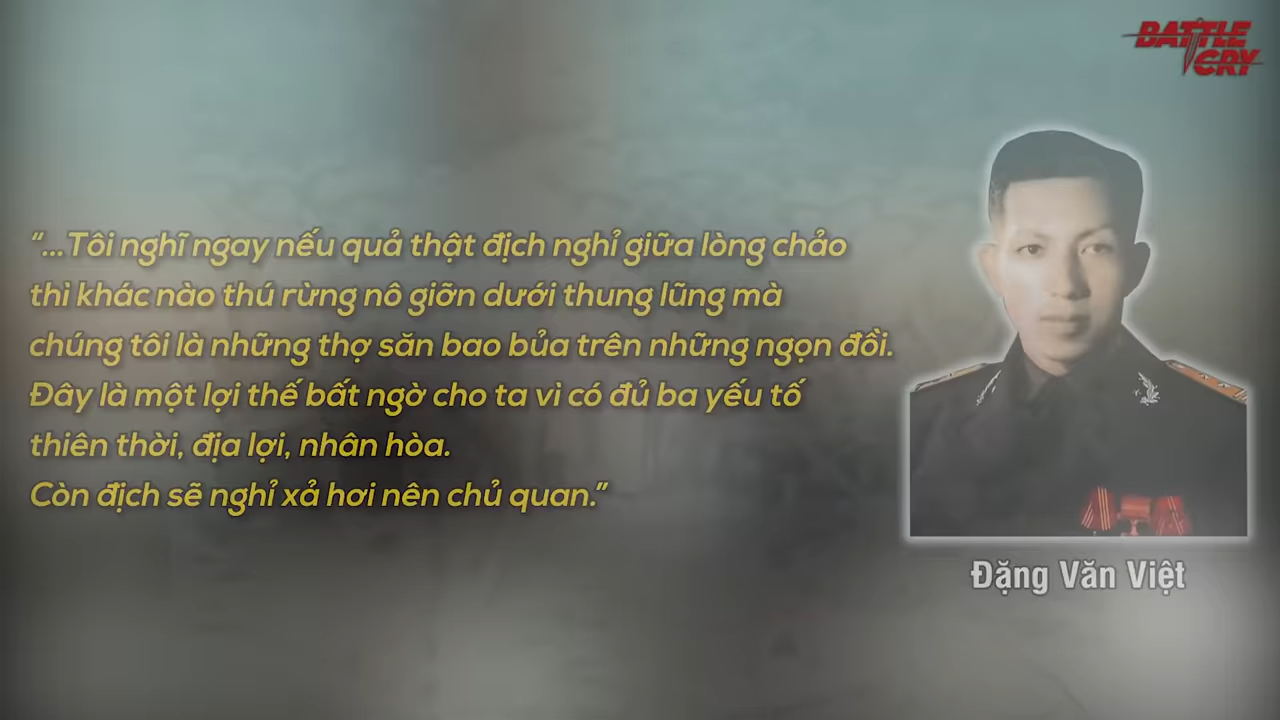 BATTLE
CRY
“...Tôi nghĩ ngay nếu quả thật địch nghỉ giữa lòng chảo
thì khác nào thú rừng nô giỡn dưới thung lũng mà
chúng tôi là những thợ săn bao bủa trên những ngọn đồi.
Đây là một lợi thế bất ngờ cho ta vì có đủ ba yếu tố
thiên thời, địa lợi, nhân hòa.
Còn địch sẽ nghỉ xả hơi nên chủ quan.”
Đặng Văn Việt